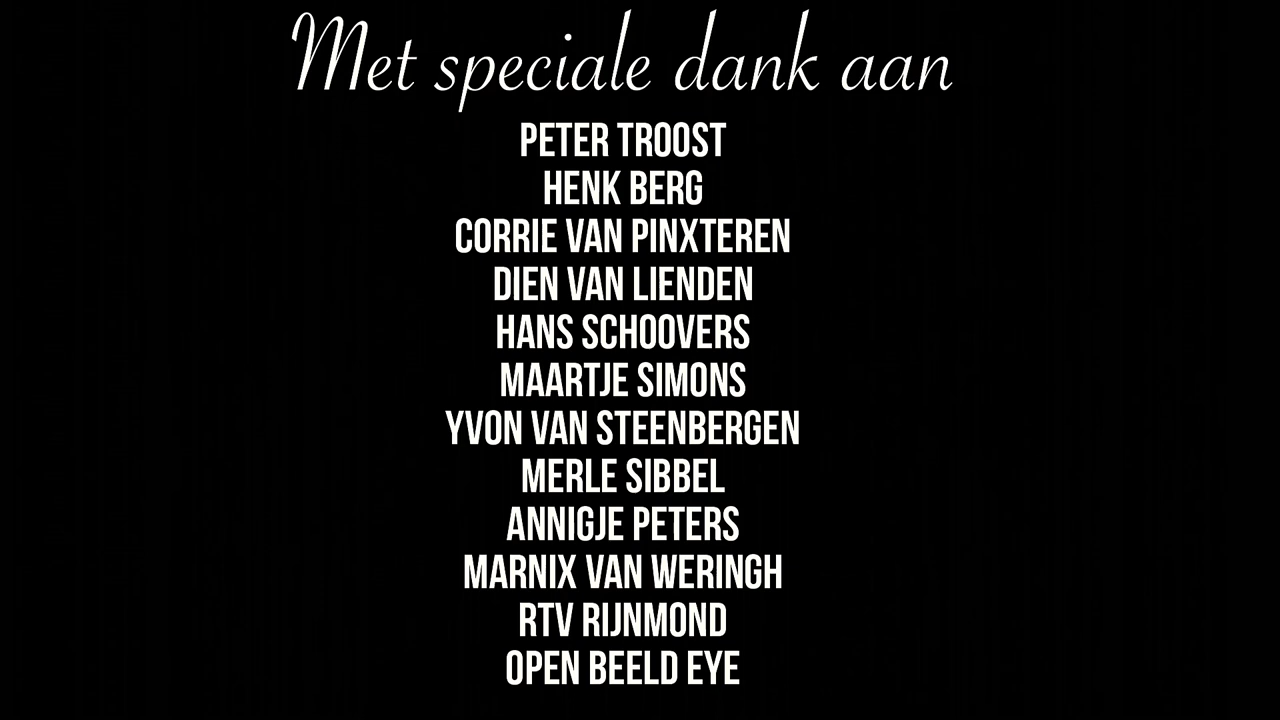 Met speciale dank aan
PETER TROOST
HENK BERG
CORRIE VAN PINXTEREN
DIEN VAN LIENDEN
HANS SCHOOVERS
MAARTJE SIMONS
YVON VAN STEENBERGEN
MERLE SIBBEL
ANNIGJE PETERS
MARNIX VAN WERINGH
RTV RIJNMOND
OPEN BEELD EYE